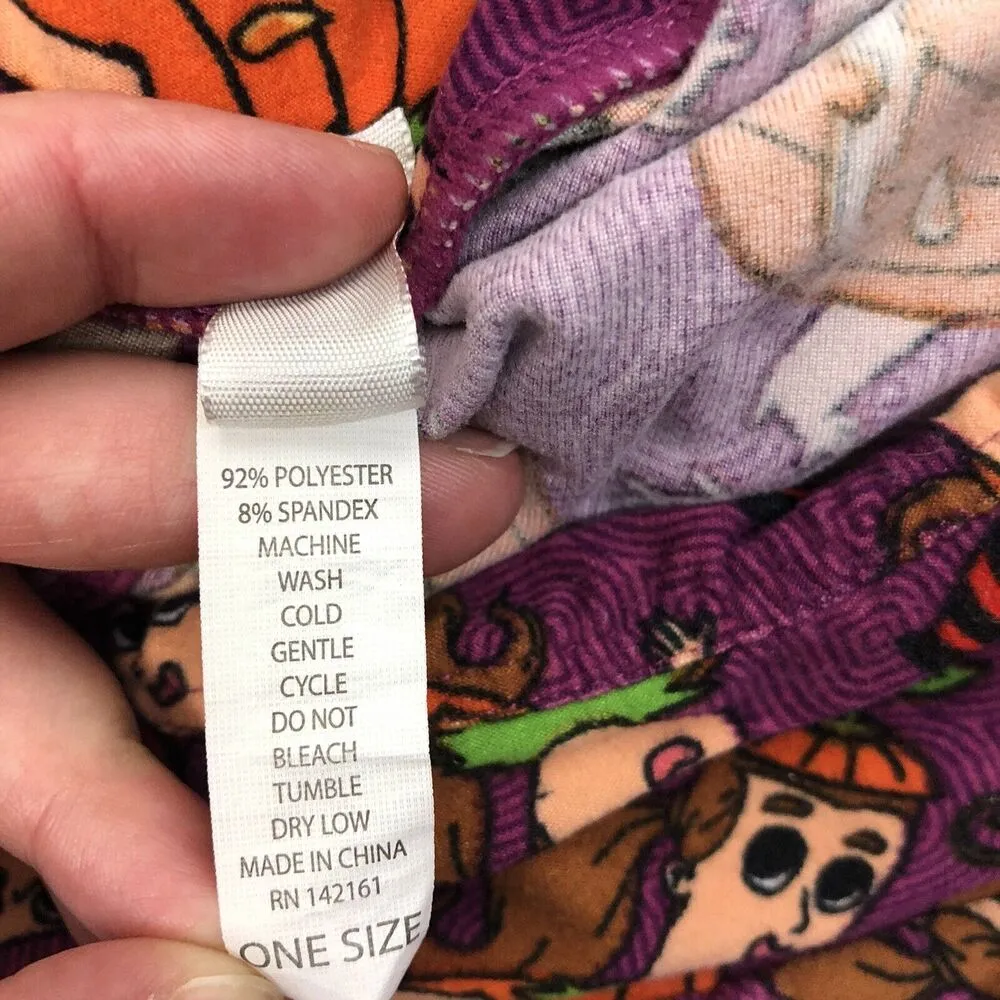 92% POLYESTER
8% SPANDEX
MACHINE
WASH
COLD
GENTLE
CYCLE
DO NOT
BLEACH
TUMBLE
DRY LOW
MADE IN CHINA
RN 142161
ONE SIZE